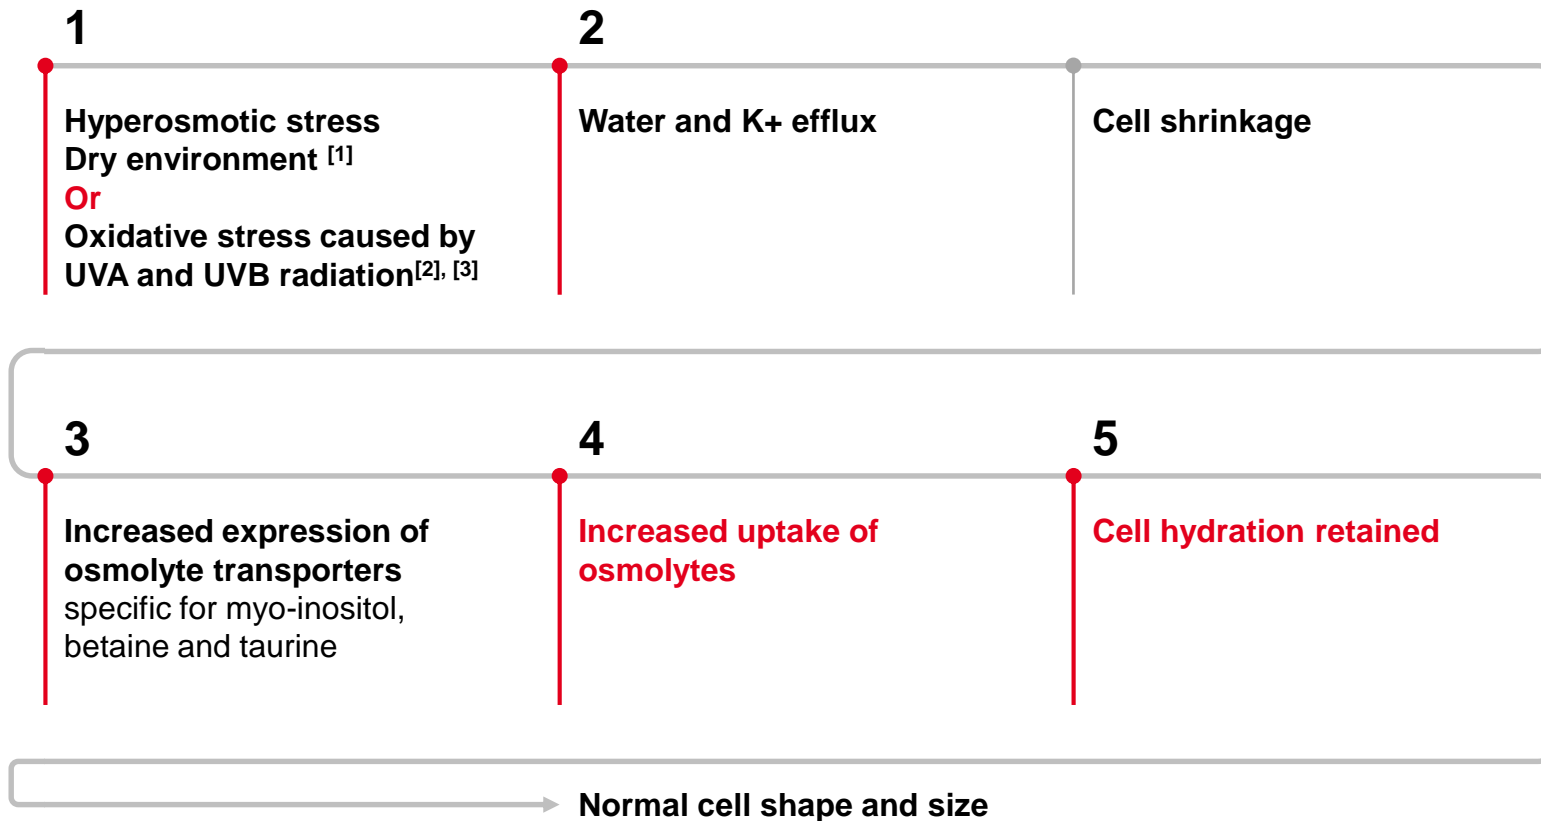 1
2
Hyperosmotic stress
Dry environment [1]
Or
Oxidative stress caused by
UVA and UVB radiation[2], [3]
Water and K+ efflux
Cell shrinkage
3
4
5
Increased expression of
osmolyte transporters
specific for myo-inositol,
betaine and taurine
Increased uptake of
osmolytes
Cell hydration retained
Normal cell shape and size